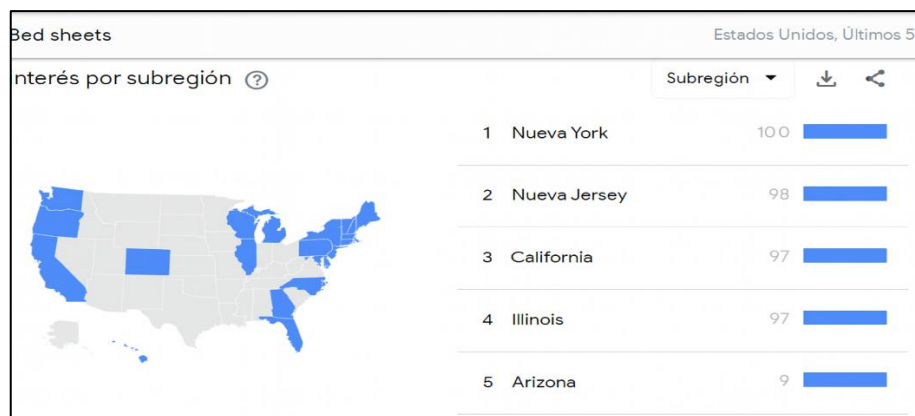 Bed sheets
Estados Unidos, Últimos 5
nterés por subregión ?
Subregión
1 Nueva York 100
2 Nueva Jersey 98
3 California 97
4 Illinois 97
5 Arizona 9